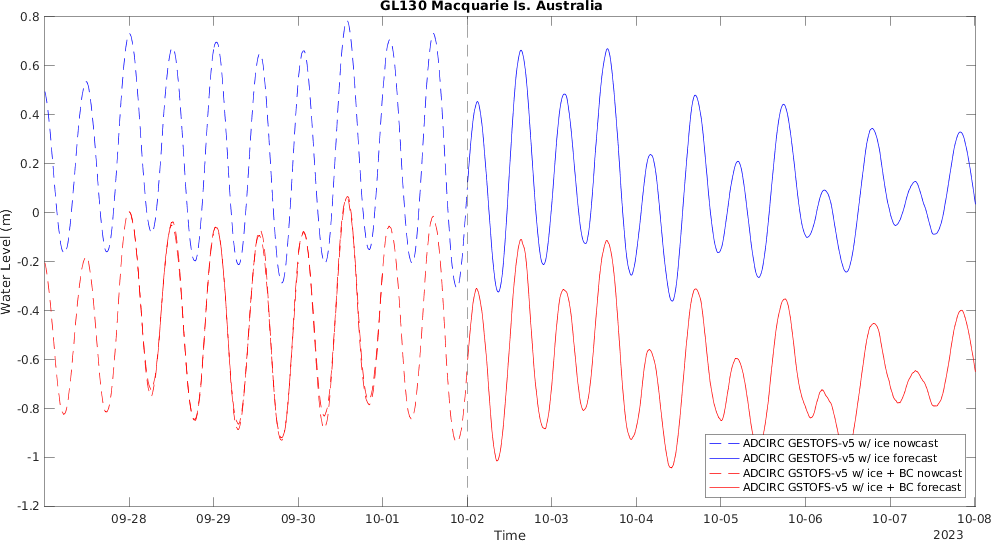 GL130 Macquarie Is. Australia
0.8
0.6
0.4
0.2
0
-0.2
-0.4
-0.6
-0.8
-1
-1.2
Water Level (m)
ADCIRC GESTOFS-v5 w/ ice nowcast
ADCIRC GESTOFS-v5 w/ ice forecast
ADCIRC GSTOFS-v5 w/ ice + BC nowcast
ADCIRC GSTOFS-v5 w/ ice + BC forecast
09-28 09-29 09-30 10-01 10-02 10-03 10-04 10-05 10-06 10-07 10-08
Time
2023